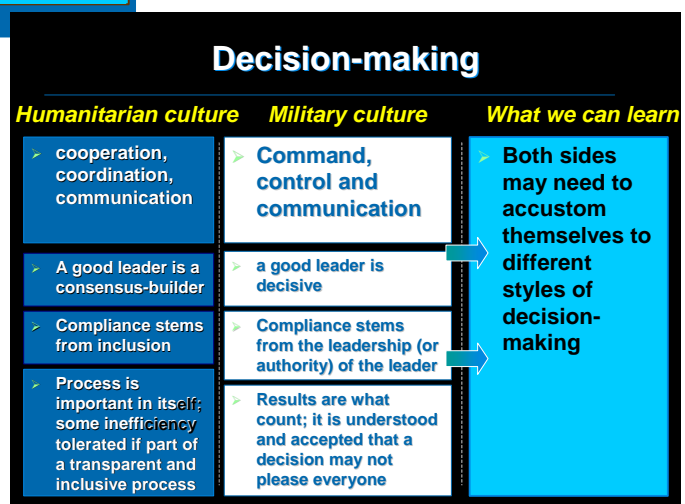 Decision-making
Humanitarian culture
Military culture
What we can learn
cooperation,
coordination,
communication
Command,
control and
communication
Both sides
may need to
accustom
themselves to
different
styles of
decision-
making
A good leader is a
consensus-builder
a good leader is
decisive
Compliance stems
from inclusion
Compliance stems
from the leadership (or
authority) of the leader
Process is
important in itself;
some inefficiency
tolerated if part of
a transparent and
inclusive process
Results are what
count; it is understood
and accepted that a
decision may not
please everyone